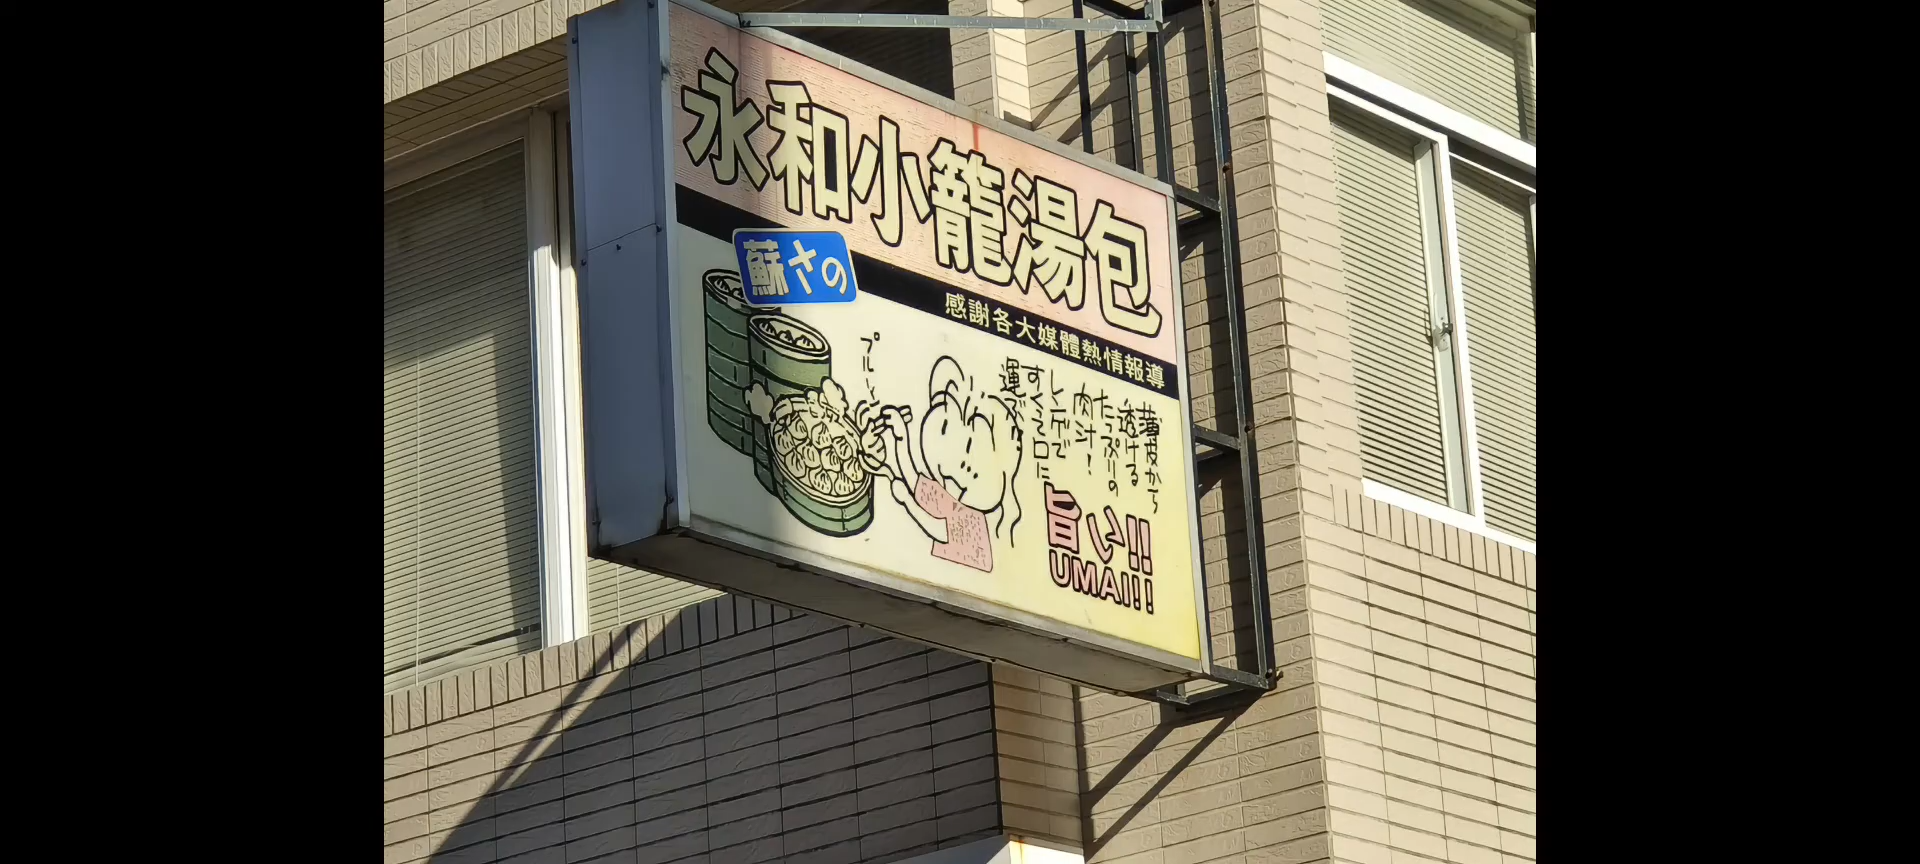 永和小籠湯包
蘇さの
感謝各大媒體熱情報導
薄皮から
透ける
たっぷりの
肉汁!
レンゲで
すくって口に
運ぶ
旨い!!
UMAI!!